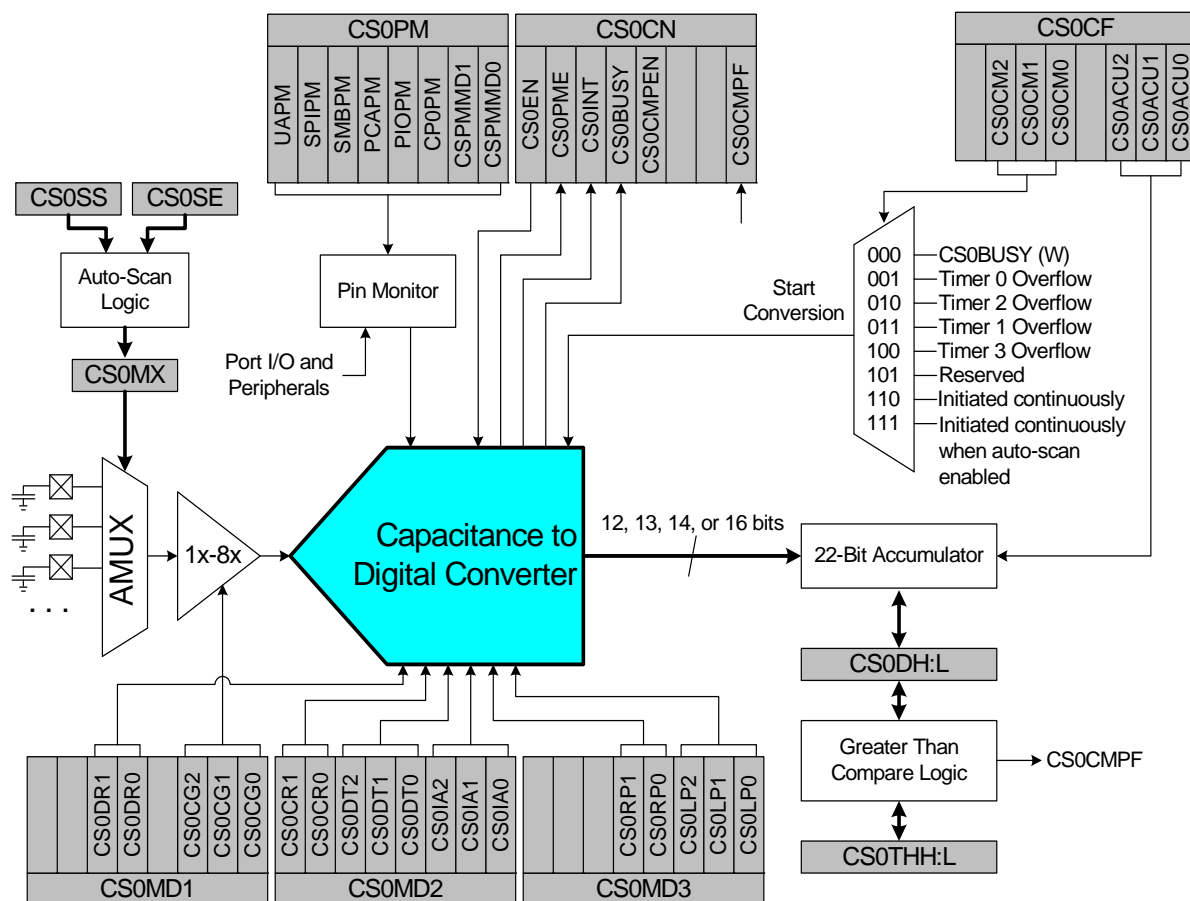 CS0PM
UAPM
SPIPM
SMBPM
PCAPM
PIOPM
CP0PM
CSPMMD1
CSPMMD0
CS0CN
CS0EN
CS0PME
CS0INT
CS0BUSY
CS0CMPEN
CS0CMPF
CS0CF
CS0CM2
CS0CM1
CS0CM0
CS0ACU2
CS0ACU1
CS0ACU0
CS0SS
CS0SE
Auto-Scan
Logic
CS0MX
Pin Monitor
Port I/O and
Peripherals
Start
Conversion
000 CS0BUSY (W)
001 Timer 0 Overflow
010 Timer 2 Overflow
011 Timer 1 Overflow
100 Timer 3 Overflow
101 Reserved
110 Initiated continuously
111 Initiated continuously
when auto-scan
enabled
AMUX
. . .
1x-8x
Capacitance to
Digital Converter
12, 13, 14, or 16 bits
22-Bit Accumulator
CS0DH:L
Greater Than
Compare Logic
CS0CMPF
CS0THH:L
CS0DR1
CS0DR0
CS0CG2
CS0CG1
CS0CG0
CS0MD1
CS0CR1
CS0CR0
CS0DT2
CS0DT1
CS0DT0
CS0IA2
CS0IA1
CS0IA0
CS0MD2
CS0RP1
CS0RP0
CS0LP2
CS0LP1
CS0LP0
CS0MD3